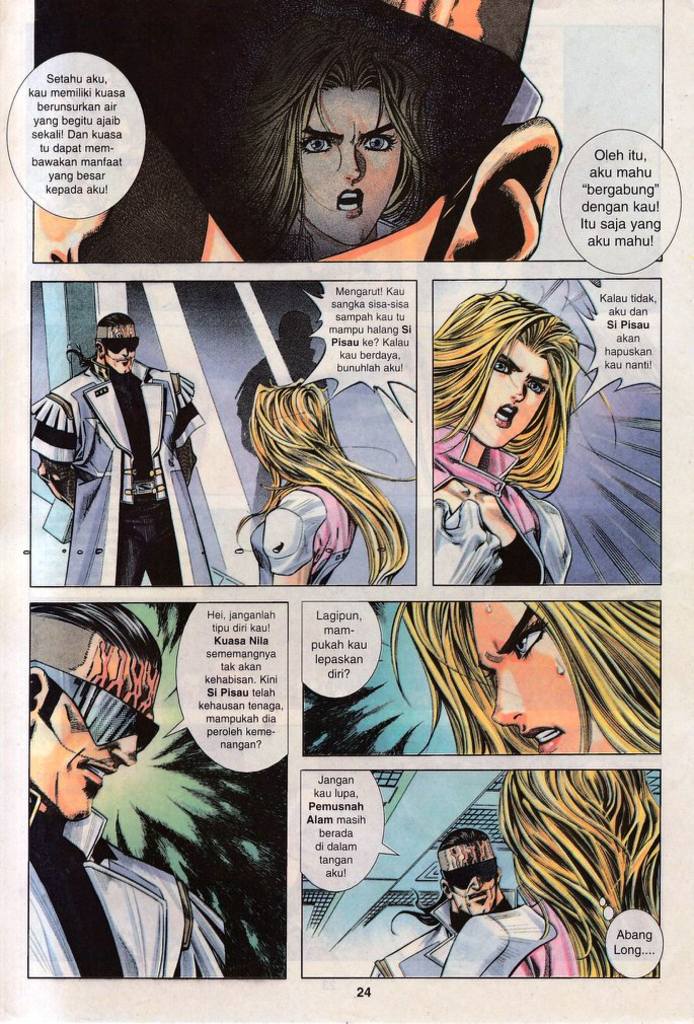 Setahu aku,
kau memiliki kuasa
berunsurkan air
yang begitu ajaib
sekali! Dan kuasa
tu dapat mem-
bawakan manfaat
yang besar
kepada aku!
Oleh itu,
aku mahu
“bergabung”
dengan kau!
Itu saja yang
aku mahu!
Mengarut! Kau
sangka sisa-sisa
sampah kau tu
mampu halang Si
Pisau ke? Kalau
kau berdaya,
bunuhlah aku!
Kalau tidak,
aku dan
Si Pisau
akan
hapuskan
kau nanti!
Hei, janganlah
tipu diri kau!
Kuasa Nila
sememangnya
tak akan
kehabisan. Kini
Si Pisau telah
kehausan tenaga,
mampukah dia
peroleh keme-
nangan?
Lagipun,
mam-
pukah kau
lepaskan
diri?
Jangan
kau lupa,
Pemusnah
Alam masih
berada
di dalam
tangan
aku!
Abang
Long....
24